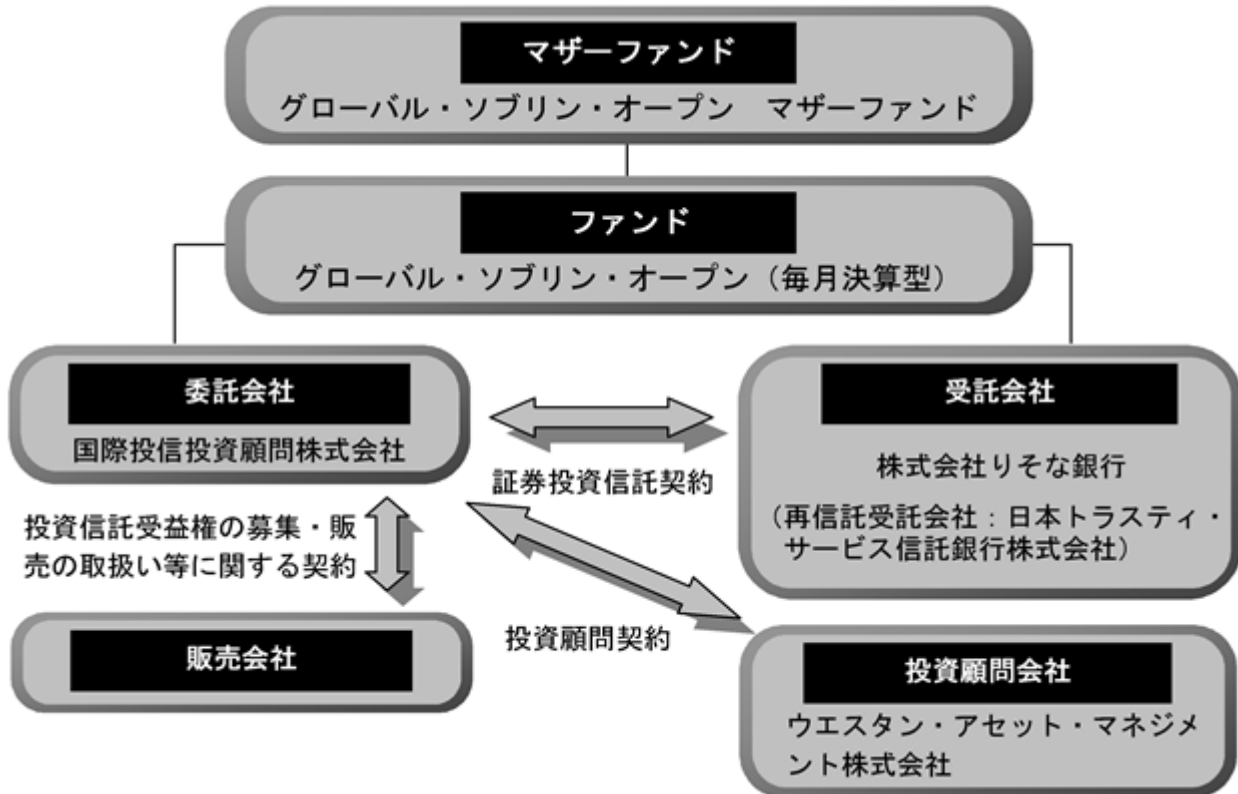 マザーファンド
グローバル・ソブリン・オープン　マザーファンド
ファンド
グローバル・ソブリン・オープン（毎月決算型）
委託会社
国際投信投資顧問株式会社
証券投資信託契約
受託会社
株式会社りそな銀行
（再信託受託会社：日本トラスティ・
サービス信託銀行株式会社）
投資信託受益権の募集・販
売の取扱い等に関する契約
投資顧問契約
販売会社
投資顧問会社
ウエスタン・アセット・マネジメ
ント株式会社